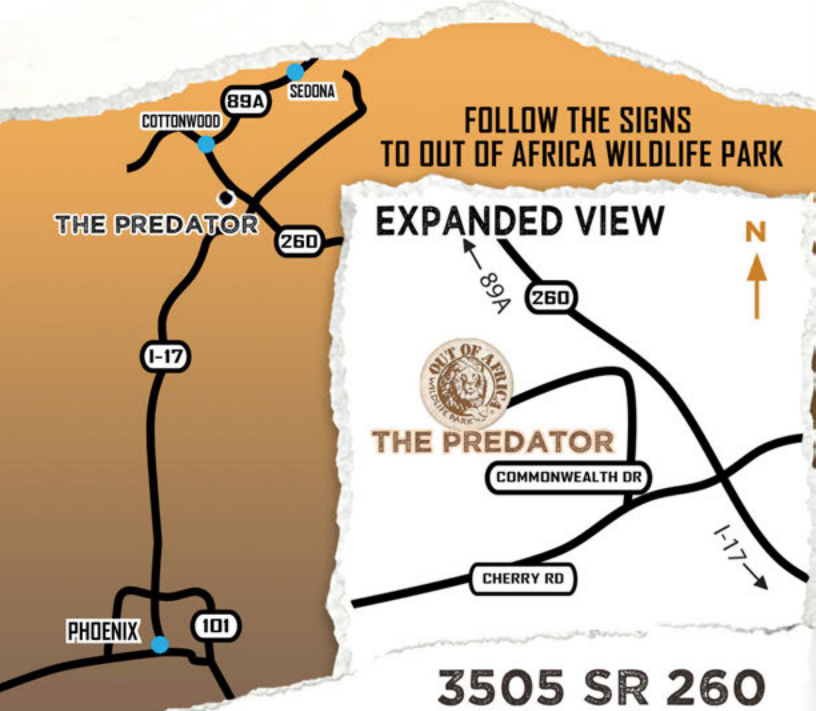 SEDONA
89A
COTTONWOOD
FOLLOW THE SIGNS
TO OUT OF AFRICA WILDLIFE PARK
THE PREDATOR
260
I-17
PHOENIX
101
EXPANDED VIEW
N
89A
260
OUT OF AFRICA
WILDLIFE PARK
THE PREDATOR
COMMONWEALTH DR
I-17
CHERRY RD
3505 SR 260